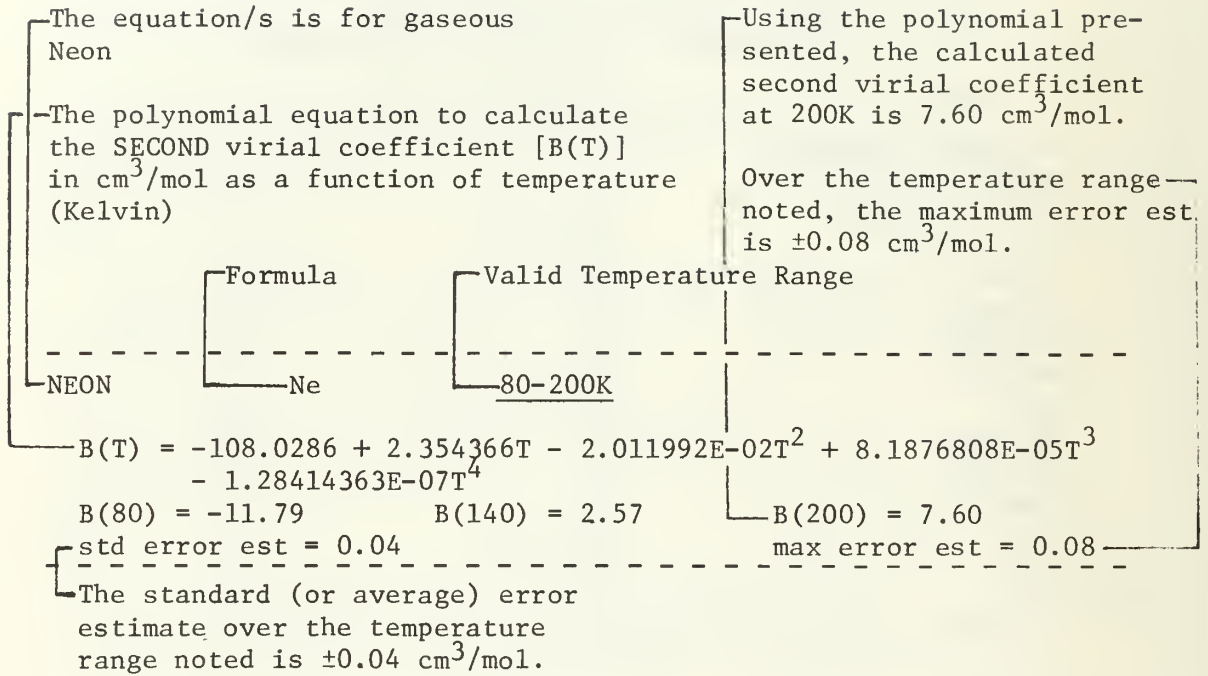 The equation/s is for gaseous
Neon
The polynomial equation to calculate
the SECOND virial coefficient [B(T)]
in cm³/mol as a function of temperature
(Kelvin)
Using the polynomial pre-
sented, the calculated
second virial coefficient
at 200K is 7.60 cm³/mol.
Over the temperature range
noted, the maximum error est.
is ±0.08 cm³/mol.
Formula
Valid Temperature Range
NEON Ne 80-200K
B(T) = -108.0286 + 2.354366T - 2.011992E-02T² + 8.1876808E-05T³
- 1.28414363E-07T⁴
B(80) = -11.79 B(140) = 2.57 B(200) = 7.60
std error est = 0.04 max error est = 0.08
The standard (or average) error
estimate over the temperature
range noted is ±0.04 cm³/mol.